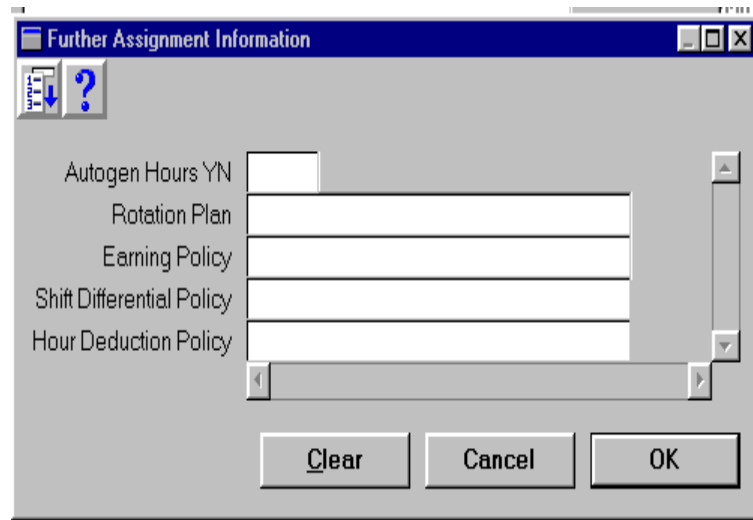 Further Assignment Information
Autogen Hours YN
Rotation Plan
Earning Policy
Shift Differential Policy
Hour Deduction Policy
Clear Cancel OK